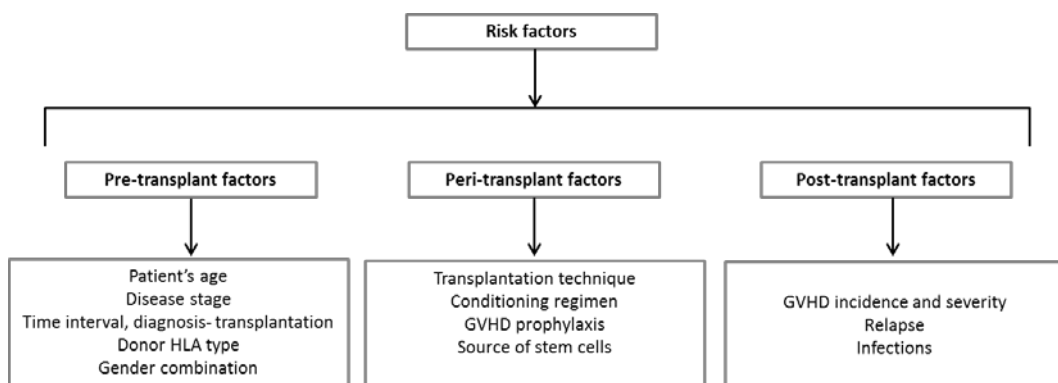 Risk factors
Pre-transplant factors
Peri-transplant factors
Post-transplant factors
Patient's age
Disease stage
Time interval, diagnosis- transplantation
Donor HLA type
Gender combination
Transplantation technique
Conditioning regimen
GVHD prophylaxis
Source of stem cells
GVHD incidence and severity
Relapse
Infections